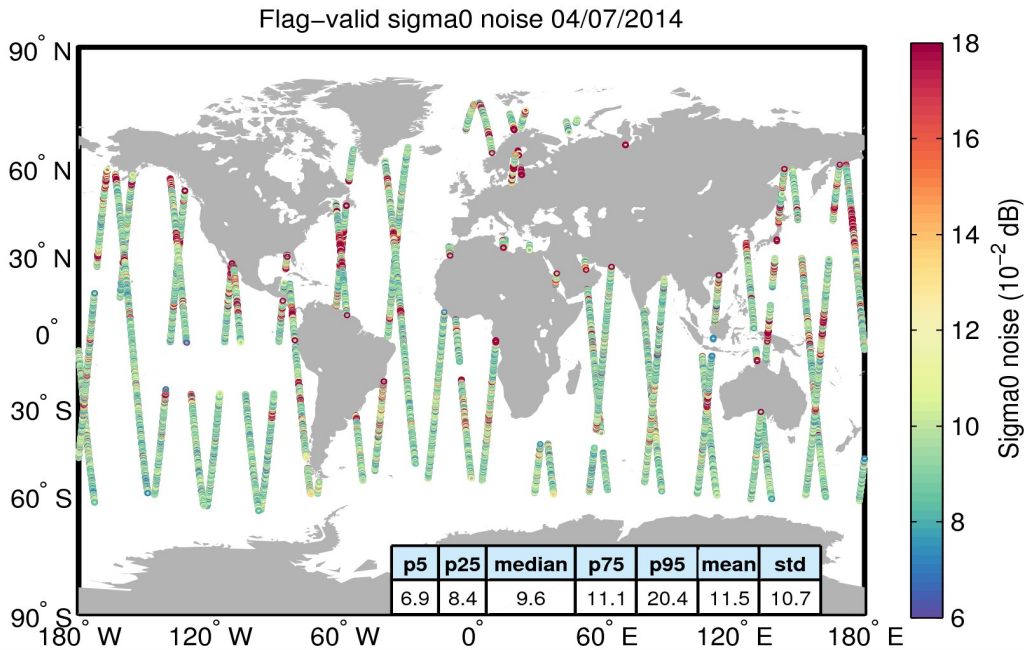 Flag−valid sigma0 noise 04/07/2014
90° N
60° N
30° N
0°
30° S
60° S
90° S
180° W
120° W
60° W
0°
60° E
120° E
180° E
18
16
14
12
10
8
6
Sigma0 noise (10⁻² dB)
p5 p25 median p75 p95 mean std
6.9 8.4 9.6 11.1 20.4 11.5 10.7